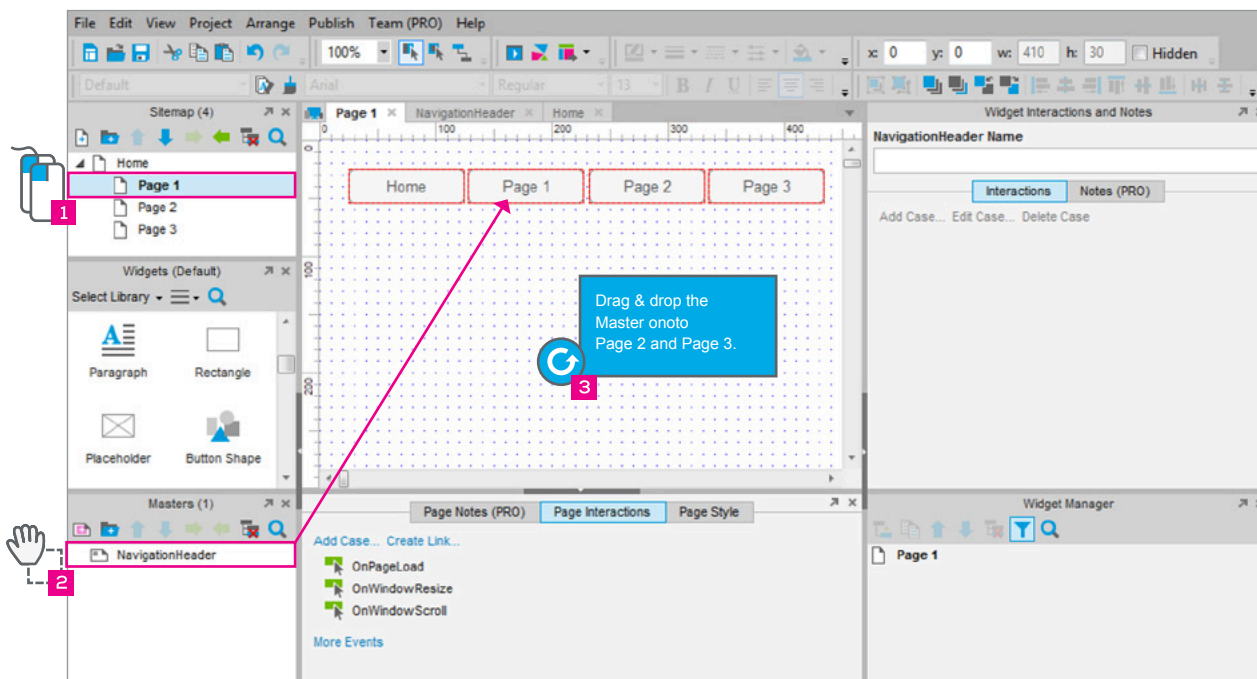 File Edit View Project Arrange Publish Team (PRO) Help
100% x: 0 y: 0 w: 410 h: 30 Hidden
Default Arial Regular 13 B I U
Sitemap (4)
Home
Page 1
Page 2
Page 3
1
Widgets (Default)
Select Library
Paragraph Rectangle
Placeholder Button Shape
Masters (1)
NavigationHeader
2
Page 1 NavigationHeader Home
0 100 200 300 400
0
100
200
Home Page 1 Page 2 Page 3
Drag & drop the
Master onoto
Page 2 and Page 3.
3
Page Notes (PRO) Page Interactions Page Style
Add Case... Create Link...
OnPageLoad
OnWindowResize
OnWindowScroll
More Events
Widget Interactions and Notes
NavigationHeader Name
Interactions Notes (PRO)
Add Case... Edit Case... Delete Case
Widget Manager
Page 1